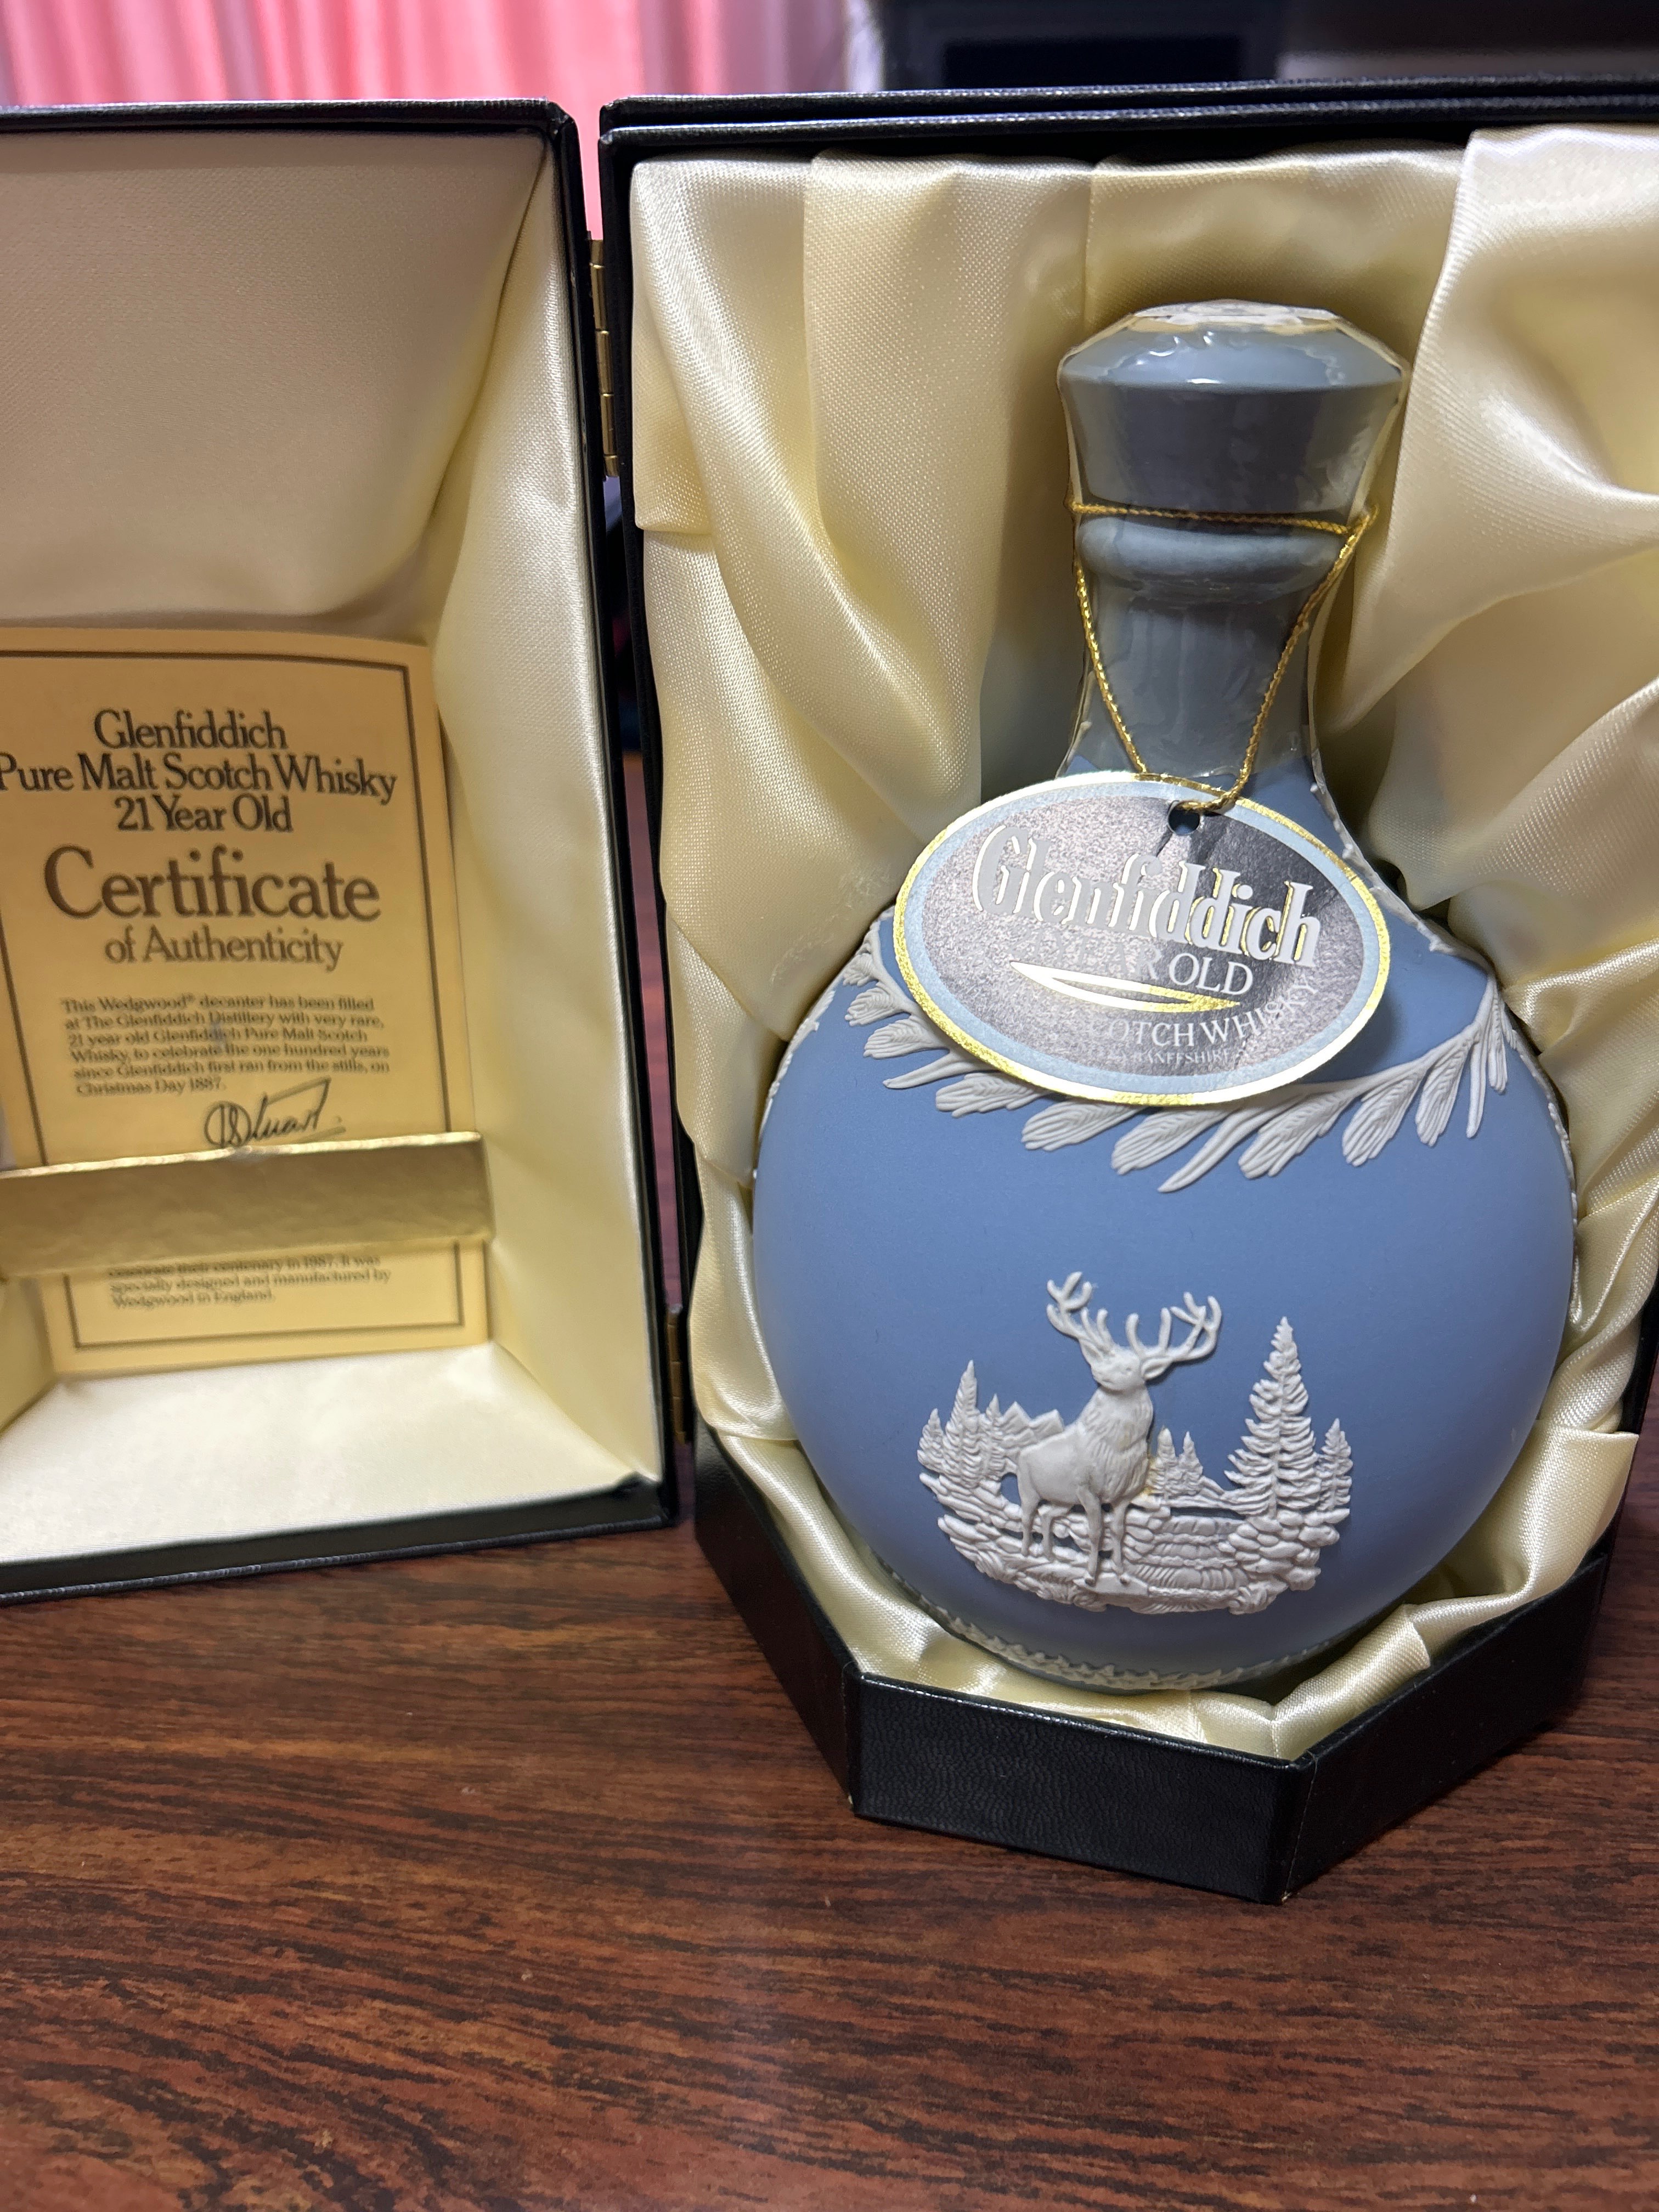 Glenfiddich
Pure Malt Scotch Whisky
21 Year Old
Certificate
of Authenticity
This Wedgwood® decanter has been filled
at The Glenfiddich Distillery with very rare,
21 year old Glenfiddich Pure Malt Scotch
Whisky, to celebrate the one hundred years
since Glenfiddich first ran from the stills, on
Christmas Day 1887.
celebrate their centenary in 1987. It was
specially designed and manufactured by
Wedgwood in England.
Glenfiddich
OLD
SCOTCH WHISKY
BANFFSHIRE